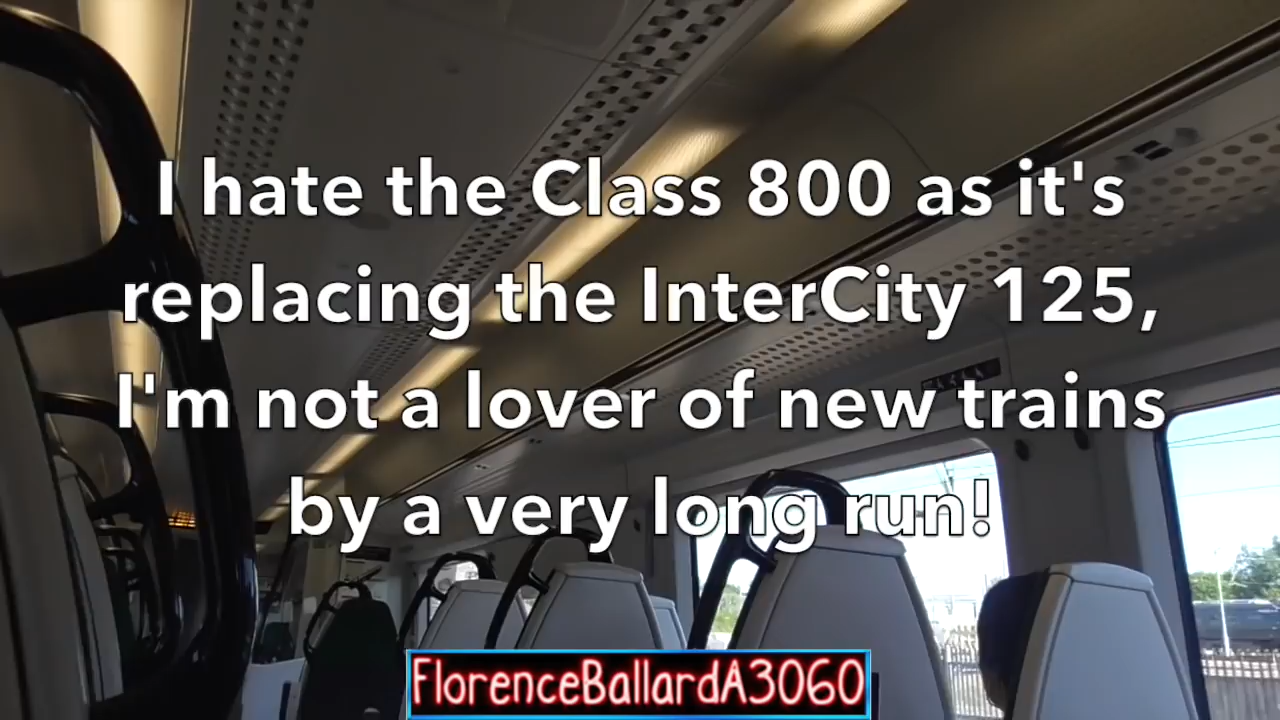 I hate the Class 800 as it's
replacing the InterCity 125,
I'm not a lover of new trains
by a very long run!
FlorenceBallardA3060